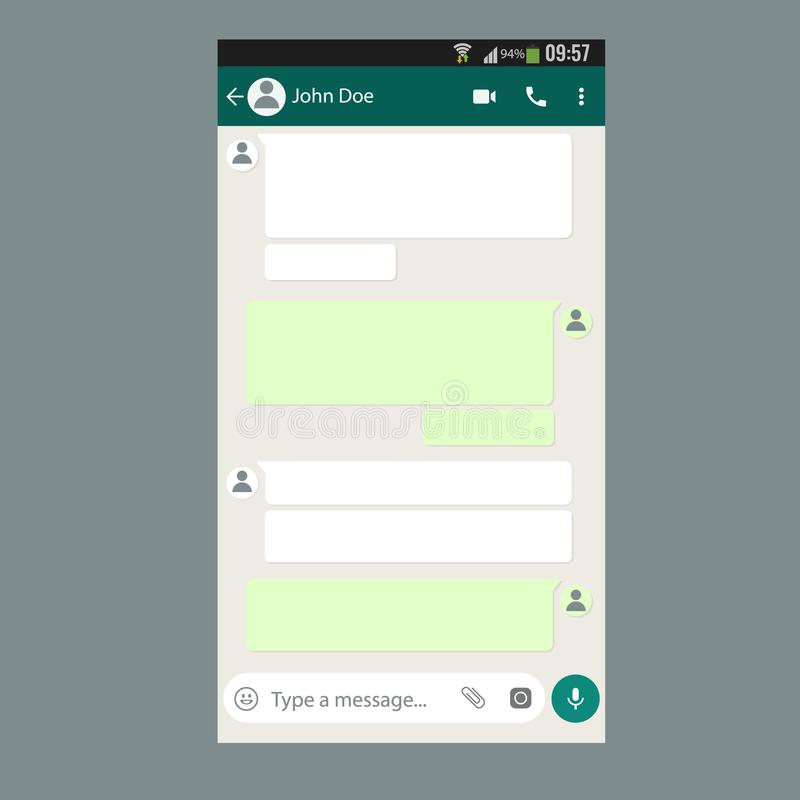 94% 09:57
John Doe
dreamstime.
Type a message...